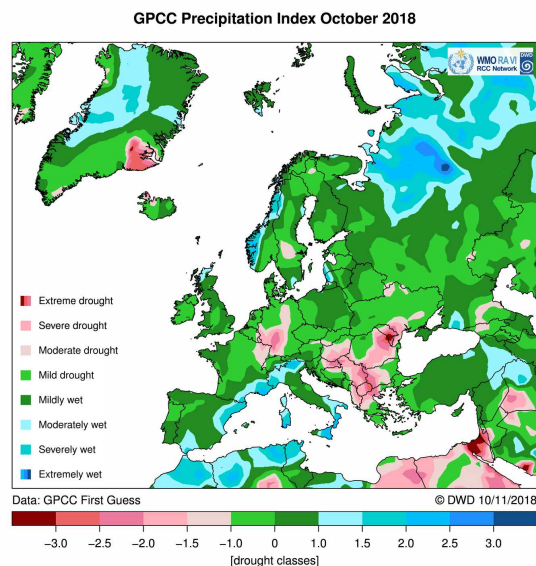 GPCC Precipitation Index October 2018
WMO RA VI
RCC Network
DWD
Extreme drought
Severe drought
Moderate drought
Mild drought
Mildly wet
Moderately wet
Severely wet
Extremely wet
Data: GPCC First Guess
© DWD 10/11/2018
−3.0 −2.5 −2.0 −1.5 −1.0 0 1.0 1.5 2.0 2.5 3.0
[drought classes]